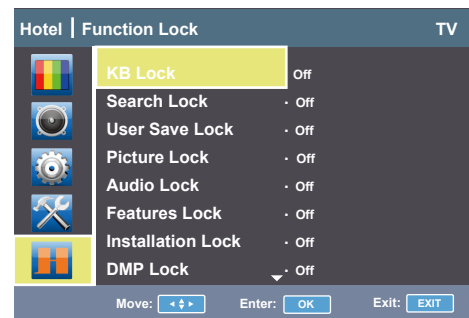 Hotel | Function Lock TV
KB Lock Off
Search Lock · Off
User Save Lock · Off
Picture Lock · Off
Audio Lock · Off
Features Lock · Off
Installation Lock · Off
DMP Lock · Off
Move: Enter: OK Exit: EXIT